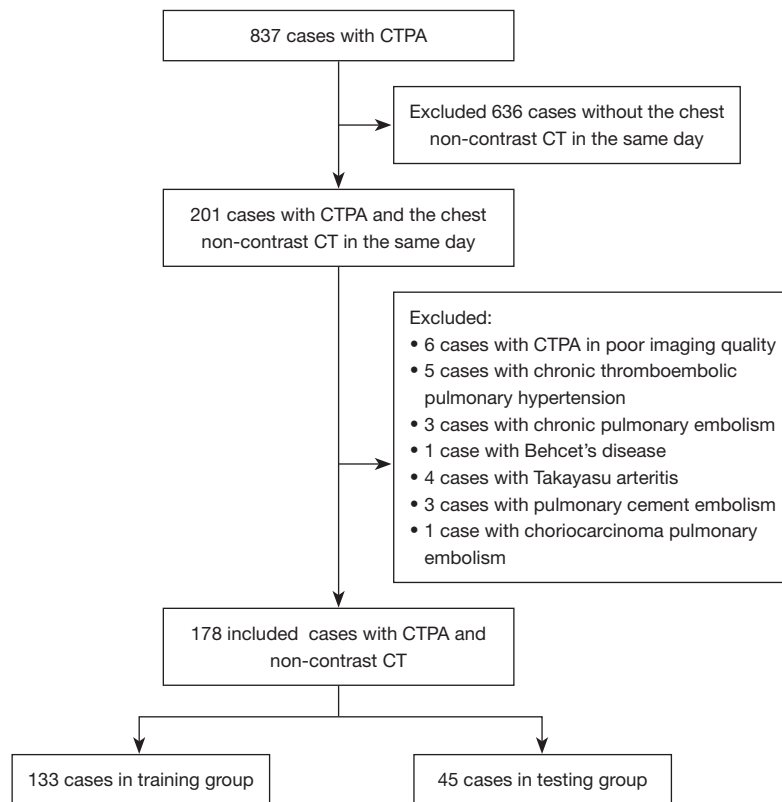 837 cases with CTPA
Excluded 636 cases without the chest
non-contrast CT in the same day
201 cases with CTPA and the chest
non-contrast CT in the same day
Excluded:
• 6 cases with CTPA in poor imaging quality
• 5 cases with chronic thromboembolic
pulmonary hypertension
• 3 cases with chronic pulmonary embolism
• 1 case with Behcet's disease
• 4 cases with Takayasu arteritis
• 3 cases with pulmonary cement embolism
• 1 case with choriocarcinoma pulmonary
embolism
178 included cases with CTPA and
non-contrast CT
133 cases in training group
45 cases in testing group